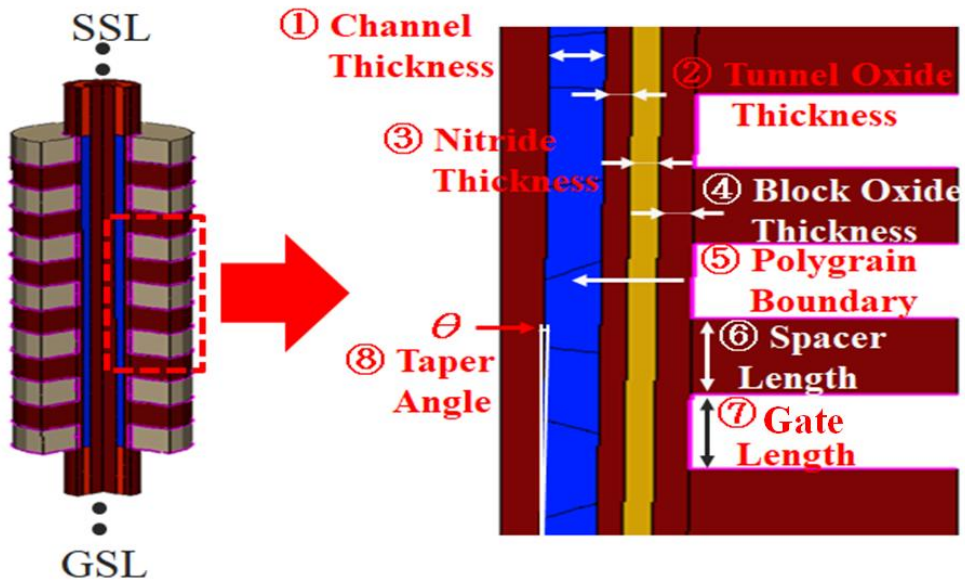 SSL
① Channel
Thickness
② Tunnel Oxide
Thickness
③ Nitride
Thickness
④ Block Oxide
Thickness
⑤ Polygrain
Boundary
⑥ Spacer
Length
⑦ Gate
Length
θ
⑧ Taper
Angle
GSL